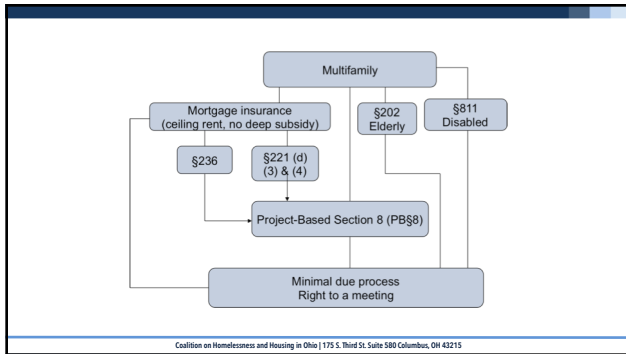 Multifamily
Mortgage insurance
(ceiling rent, no deep subsidy)
§202
Elderly
§811
Disabled
§236
§221 (d)
(3) & (4)
Project-Based Section 8 (PB§8)
Minimal due process
Right to a meeting
Coalition on Homelessness and Housing in Ohio | 175 S. Third St. Suite 580 Columbus, OH 43215